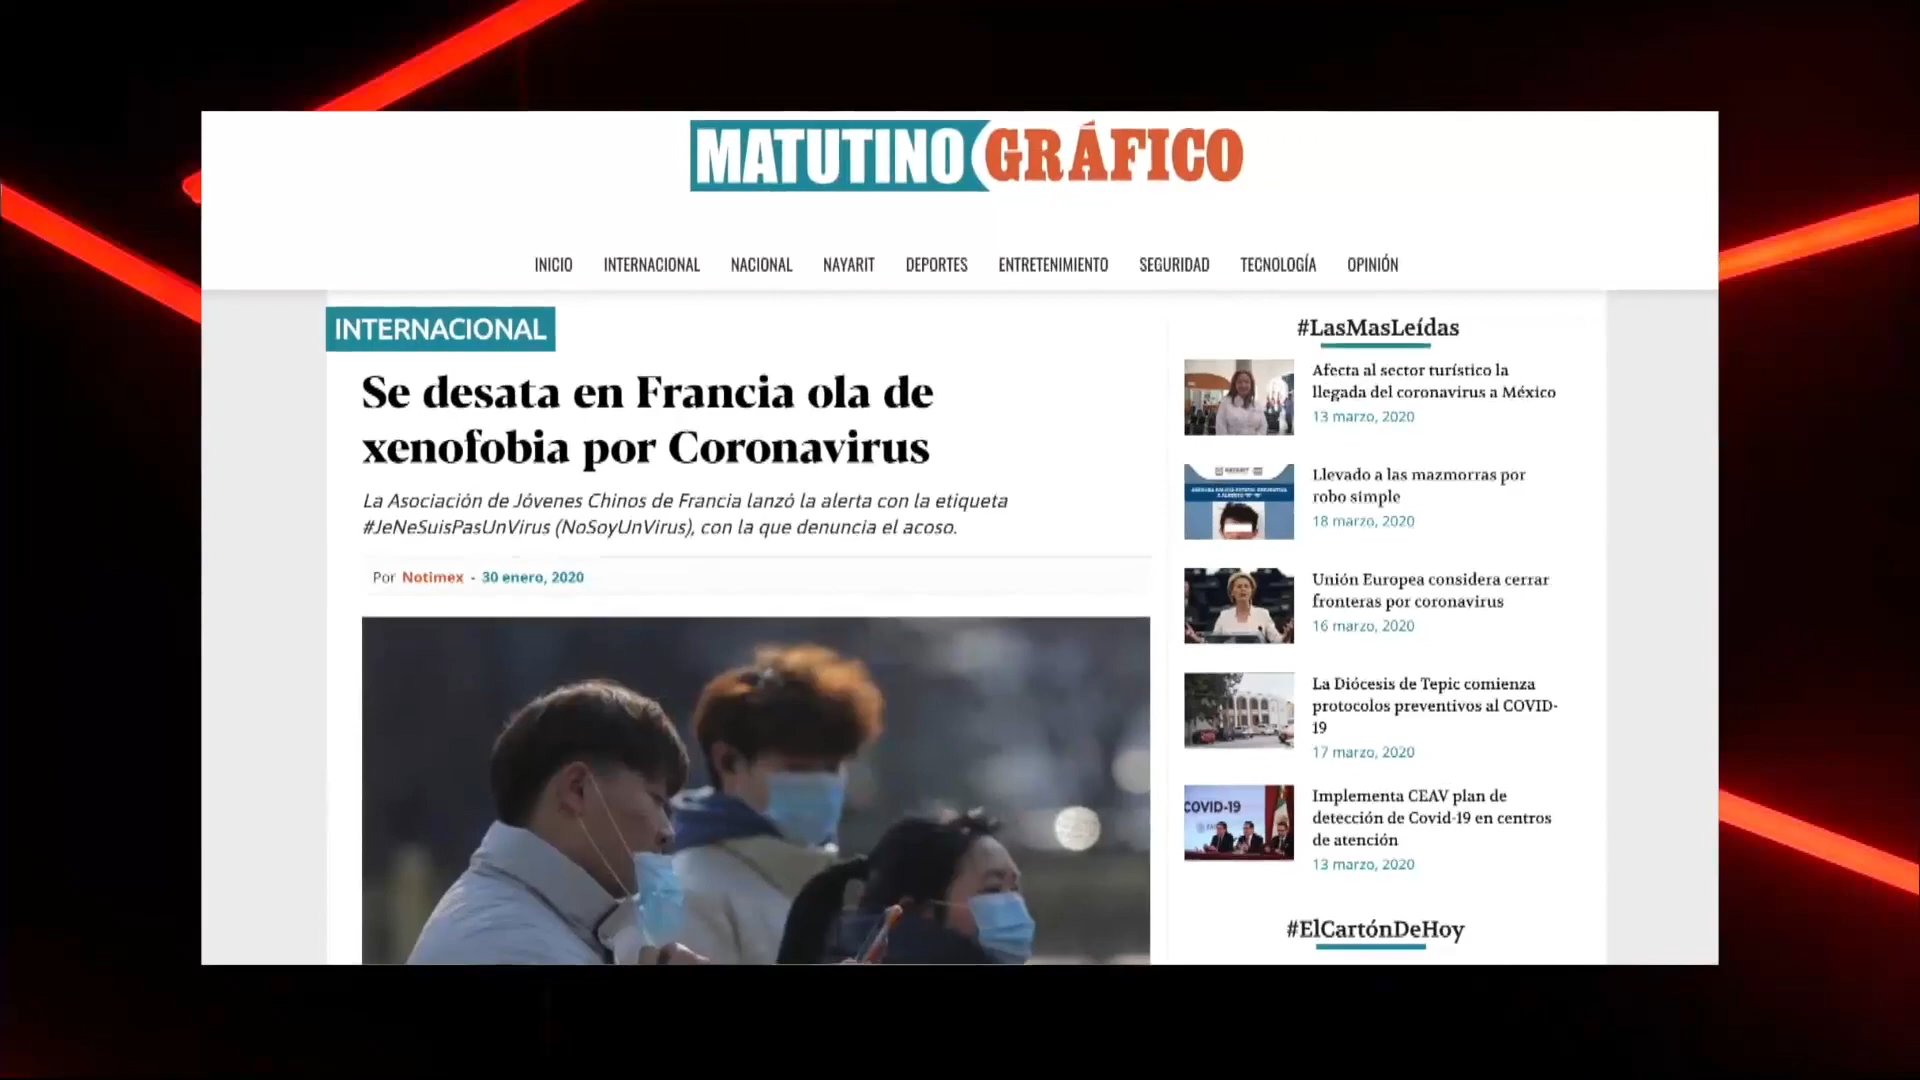 MATUTINO GRÁFICO
INICIO INTERNACIONAL NACIONAL NAYARIT DEPORTES ENTRETENIMIENTO SEGURIDAD TECNOLOGÍA OPINIÓN
INTERNACIONAL
Se desata en Francia ola de
xenofobia por Coronavirus
La Asociación de Jóvenes Chinos de Francia lanzó la alerta con la etiqueta
#JeNeSuisPasUnVirus (NoSoyUnVirus), con la que denuncia el acoso.
Por Notimex - 30 enero, 2020
#LasMasLeídas
Afecta al sector turístico la
llegada del coronavirus a México
13 marzo, 2020
Llevado a las mazmorras por
robo simple
18 marzo, 2020
Unión Europea considera cerrar
fronteras por coronavirus
16 marzo, 2020
La Diócesis de Tepic comienza
protocolos preventivos al COVID-
19
17 marzo, 2020
COVID-19
Implementa CEAV plan de
detección de Covid-19 en centros
de atención
13 marzo, 2020
#ElCartónDeHoy